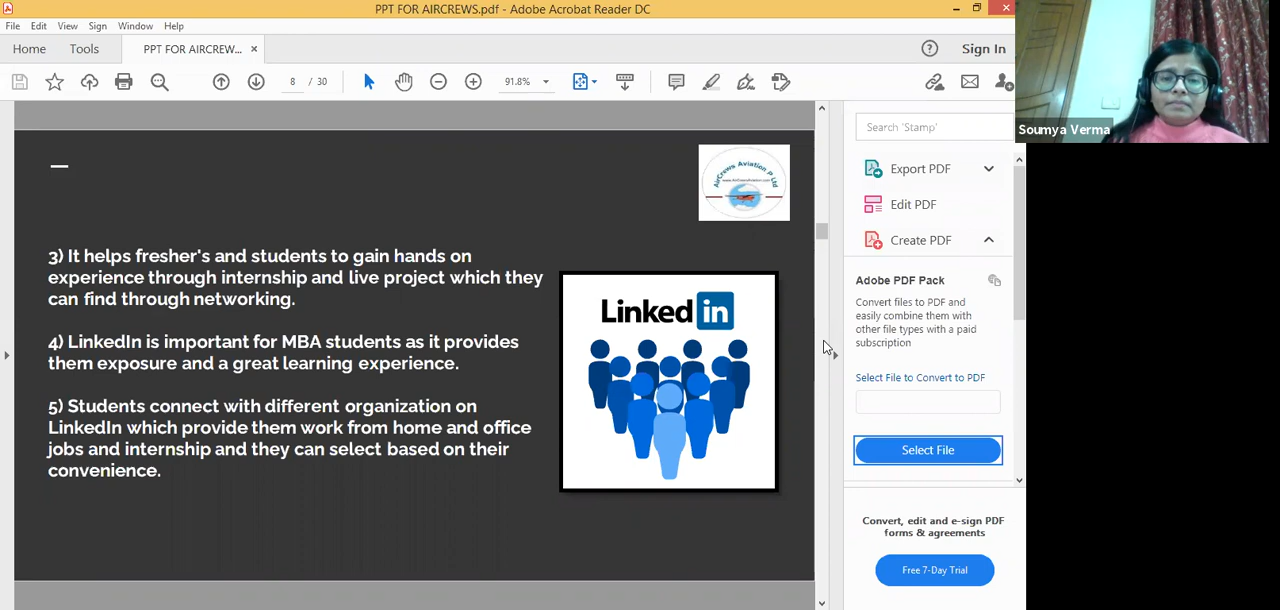 PPT FOR AIRCREWS.pdf - Adobe Acrobat Reader DC
File Edit View Sign Window Help
Home Tools PPT FOR AIRCREW... × ? Sign In
8 / 30 91.8%
Soumya Verma
AirCrews Aviation P Ltd
www.AirCrewsAviation.com
3) It helps fresher's and students to gain hands on
experience through internship and live project which they
can find through networking.
4) LinkedIn is important for MBA students as it provides
them exposure and a great learning experience.
5) Students connect with different organization on
LinkedIn which provide them work from home and office
jobs and internship and they can select based on their
convenience.
Linked in
Search 'Stamp'
Export PDF
Edit PDF
Create PDF
Adobe PDF Pack
Convert files to PDF and
easily combine them with
other file types with a paid
subscription
Select File to Convert to PDF
Select File
Convert, edit and e-sign PDF
forms & agreements
Free 7-Day Trial